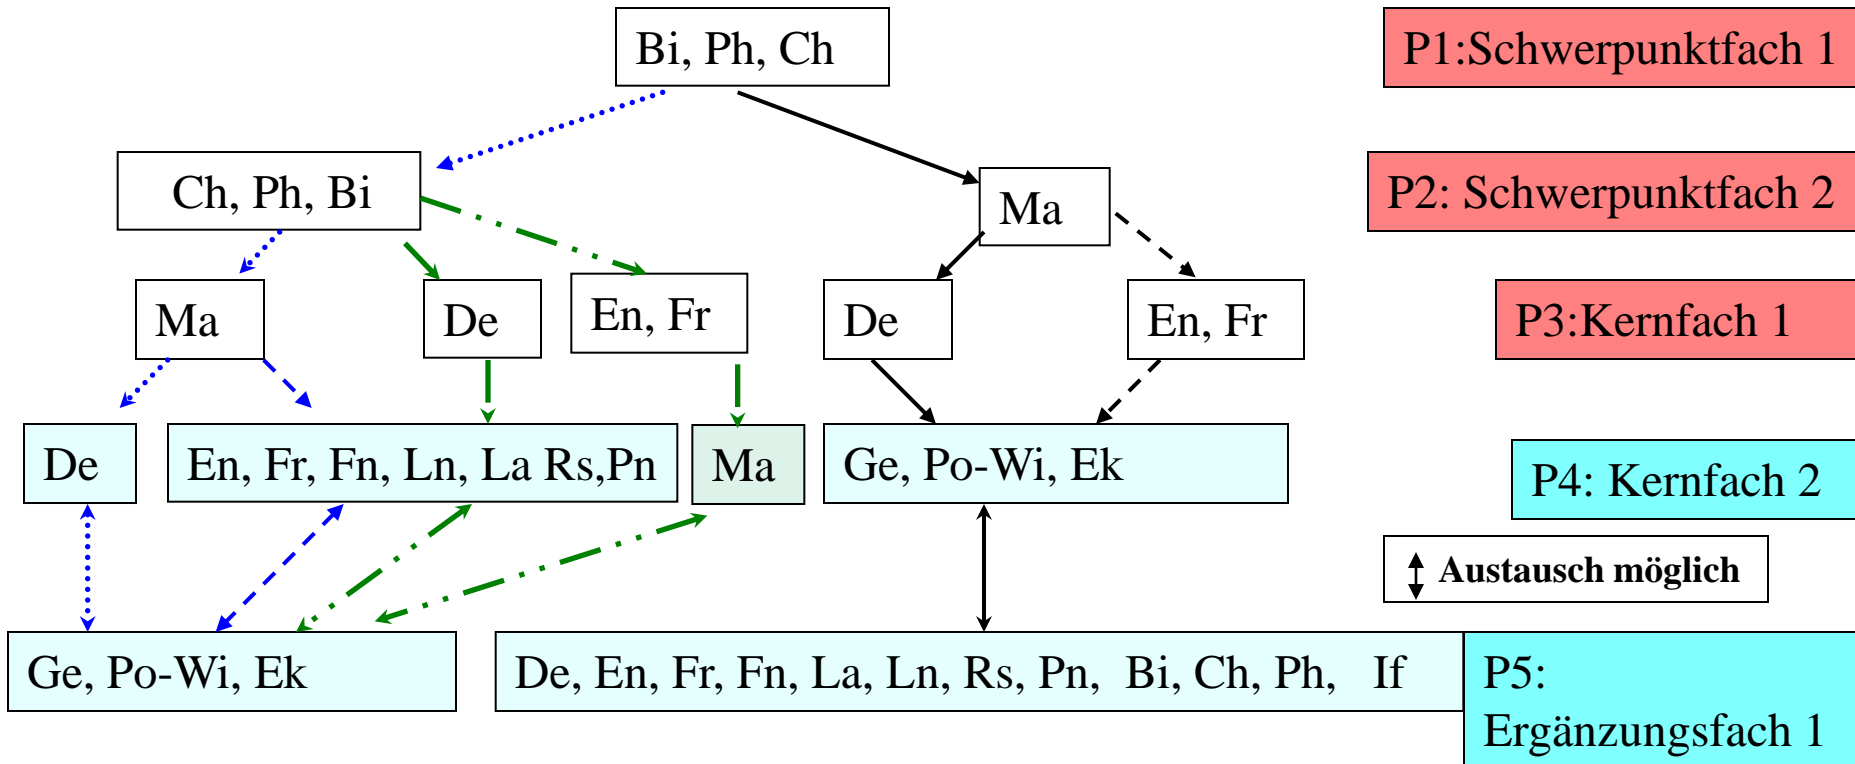 Bi, Ph, Ch
P1:Schwerpunktfach 1
Ch, Ph, Bi
Ma
P2: Schwerpunktfach 2
Ma
De
En, Fr
De
En, Fr
P3:Kernfach 1
De
En, Fr, Fn, Ln, La Rs,Pn
Ma
Ge, Po-Wi, Ek
P4: Kernfach 2
Austausch möglich
Ge, Po-Wi, Ek
De, En, Fr, Fn, La, Ln, Rs, Pn, Bi, Ch, Ph, If
P5:
Ergänzungsfach 1